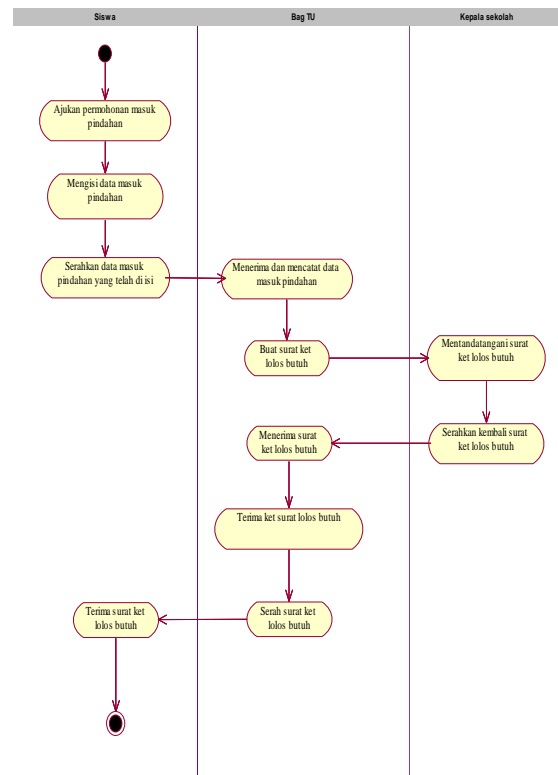 Siswa
Bag TU
Kepala sekolah
Ajukan permohonan masuk
pindahan
Mengisi data masuk
pindahan
Serahkan data masuk
pindahan yang telah di isi
Menerima dan mencatat data
masuk pindahan
Buat surat ket
lolos butuh
Mentandatangani surat
ket lolos butuh
Serahkan kembali surat
ket lolos butuh
Menerima surat
ket lolos butuh
Terima ket surat lolos butuh
Serah surat ket
lolos butuh
Terima surat ket
lolos butuh